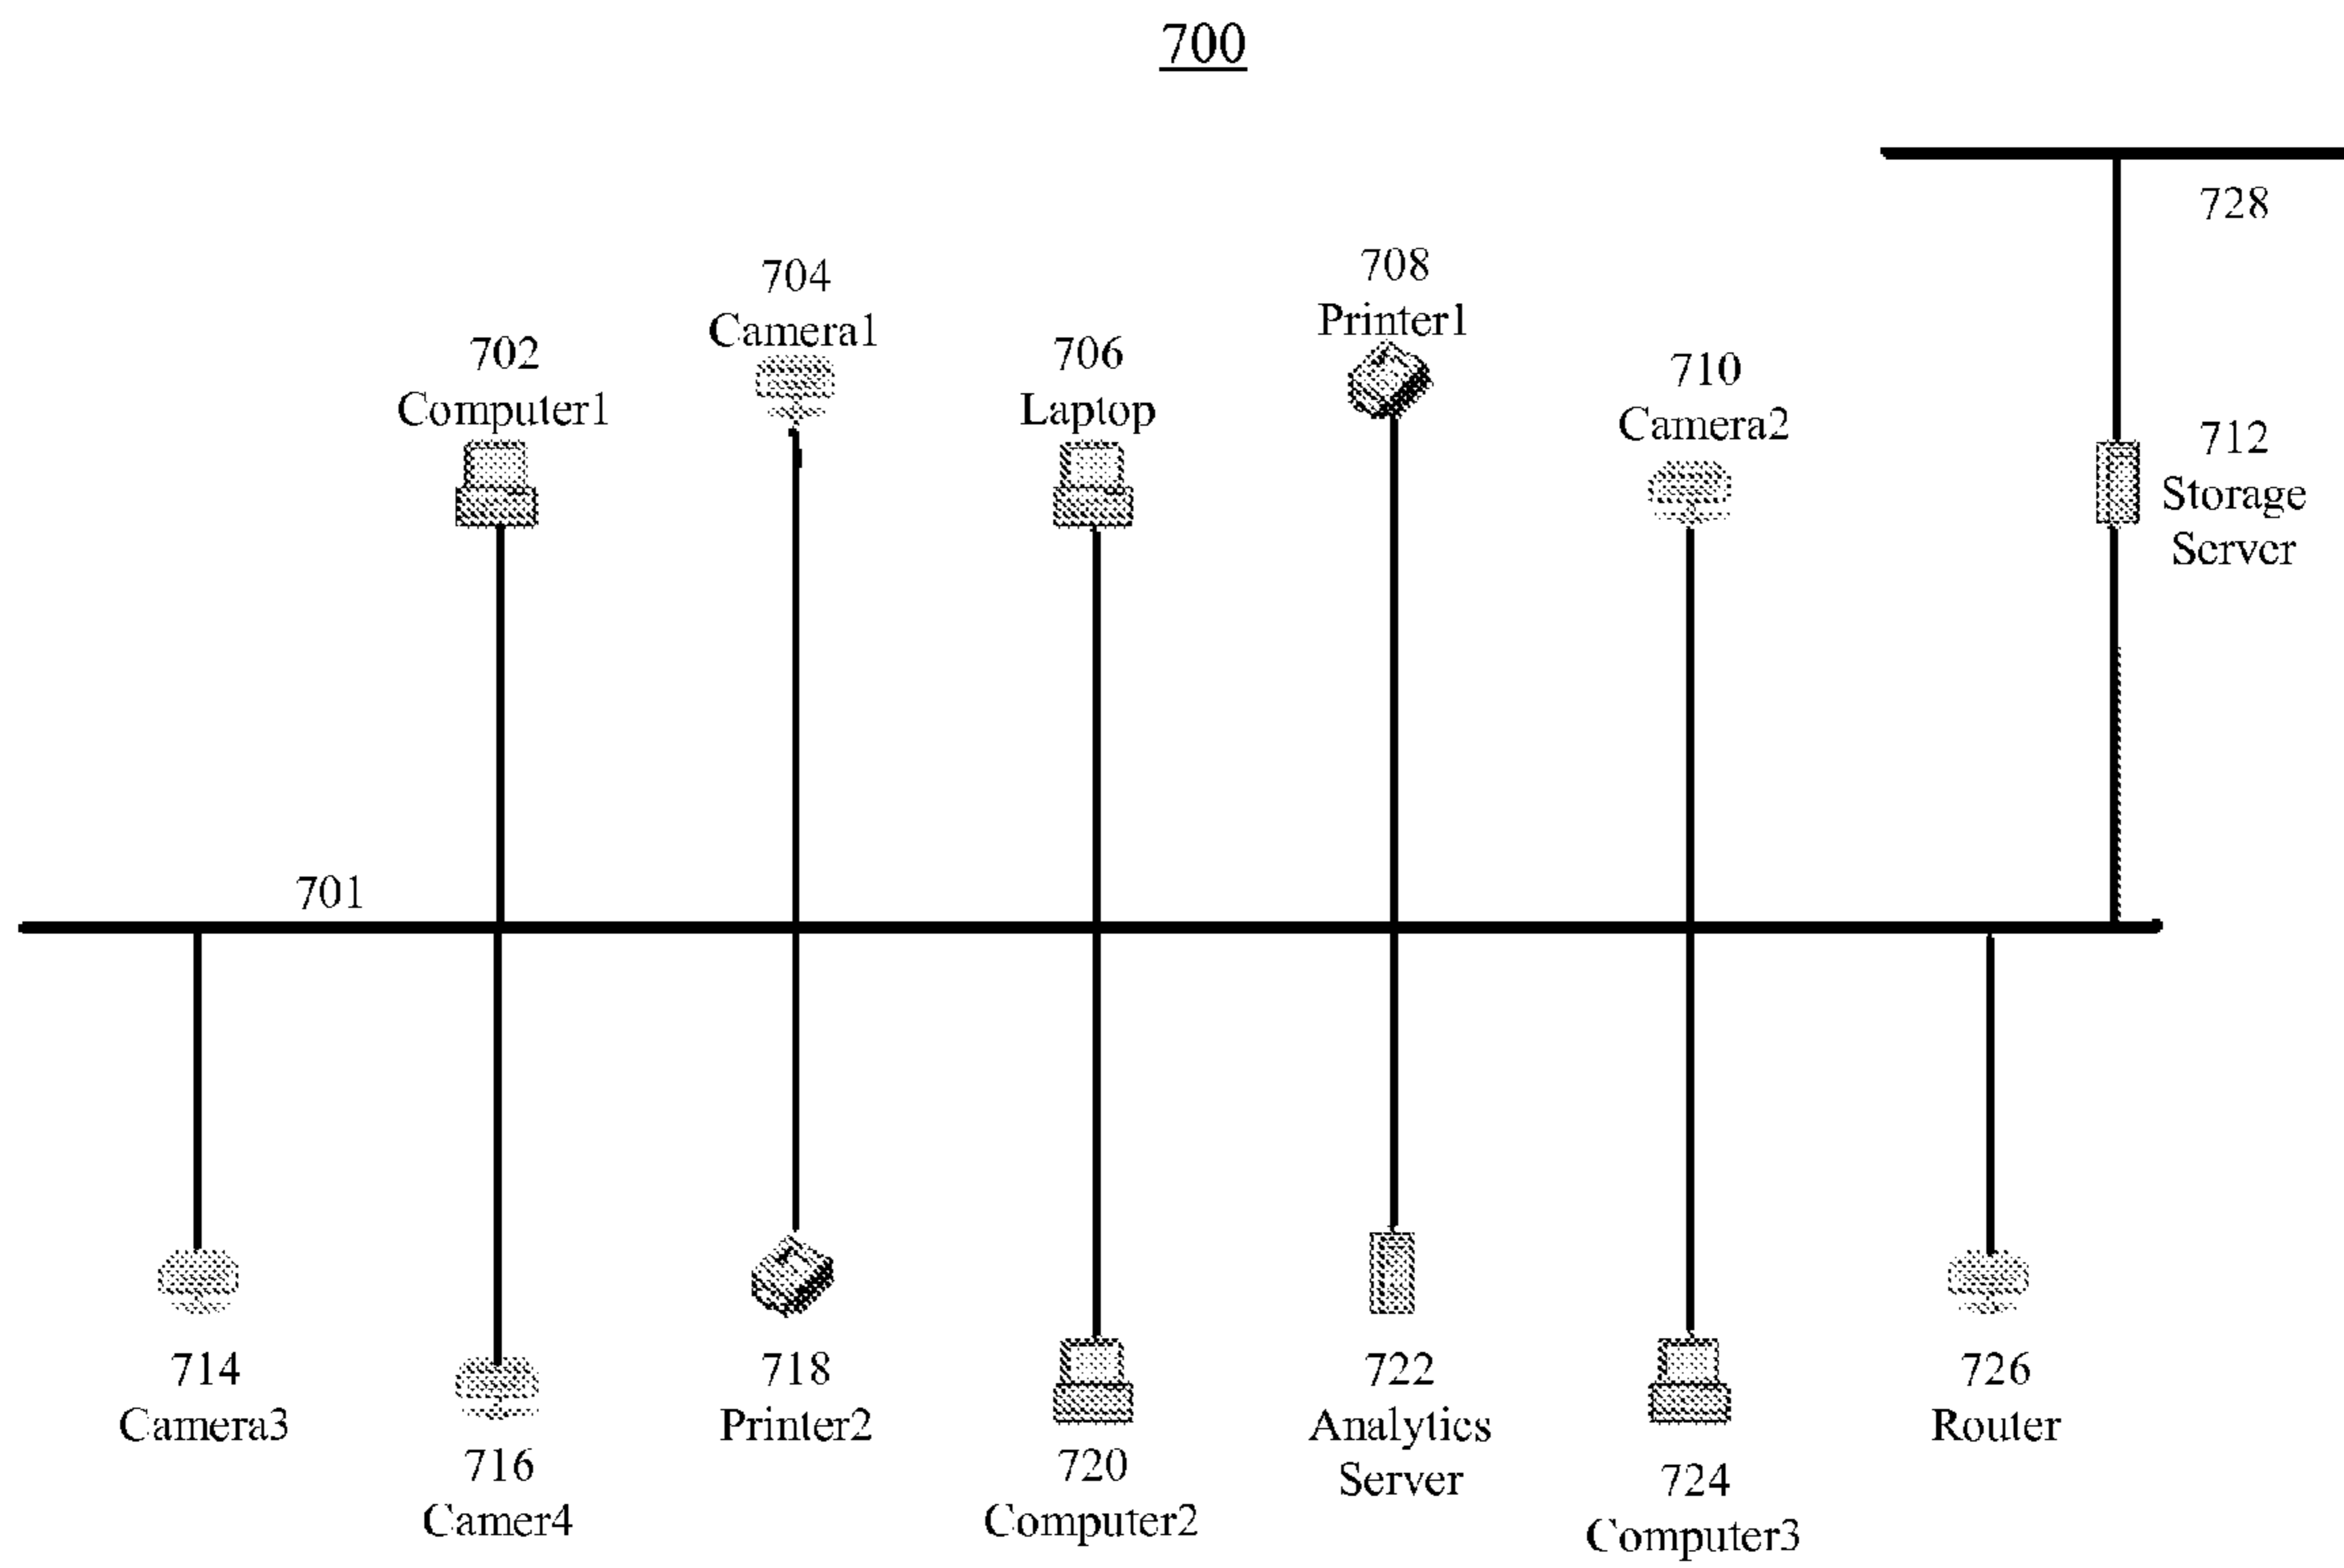 700
728
704
Camera1
708
Printer1
702
Computer1
706
Laptop
710
Camera2
712
Storage
Server
701
714
Camera3
716
Camer4
718
Printer2
720
Computer2
722
Analytics
Server
724
Computer3
726
Router